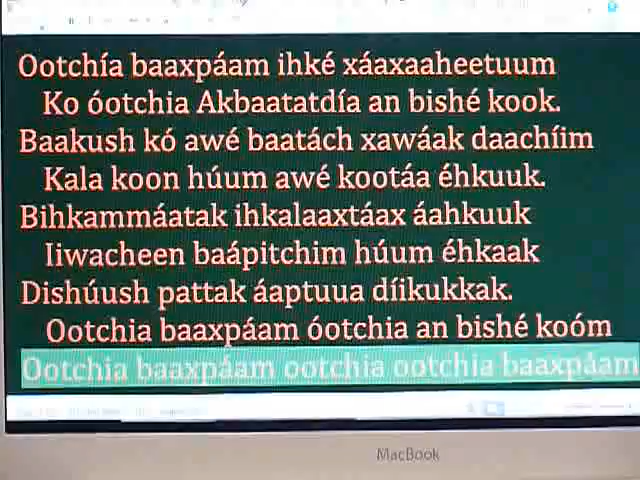 Ootchía baaxpáam ihké xáaxaaheetuum
Ko óotchia Akbaatatdía an bishé kook.
Baakush kó awé baatách xawáak daachíim
Kala koon húum awé kootáa éhkuuk.
Bihkammáatak ihkalaaxtáax áahkuuk
Iiwacheen baápitchim húum éhkaak
Dishúush pattak áaptuua díikukkak.
Ootchia baaxpáam óotchia an bishé koóm
Ootchia baaxpáam ootchia ootchia baaxpáam
MacBook